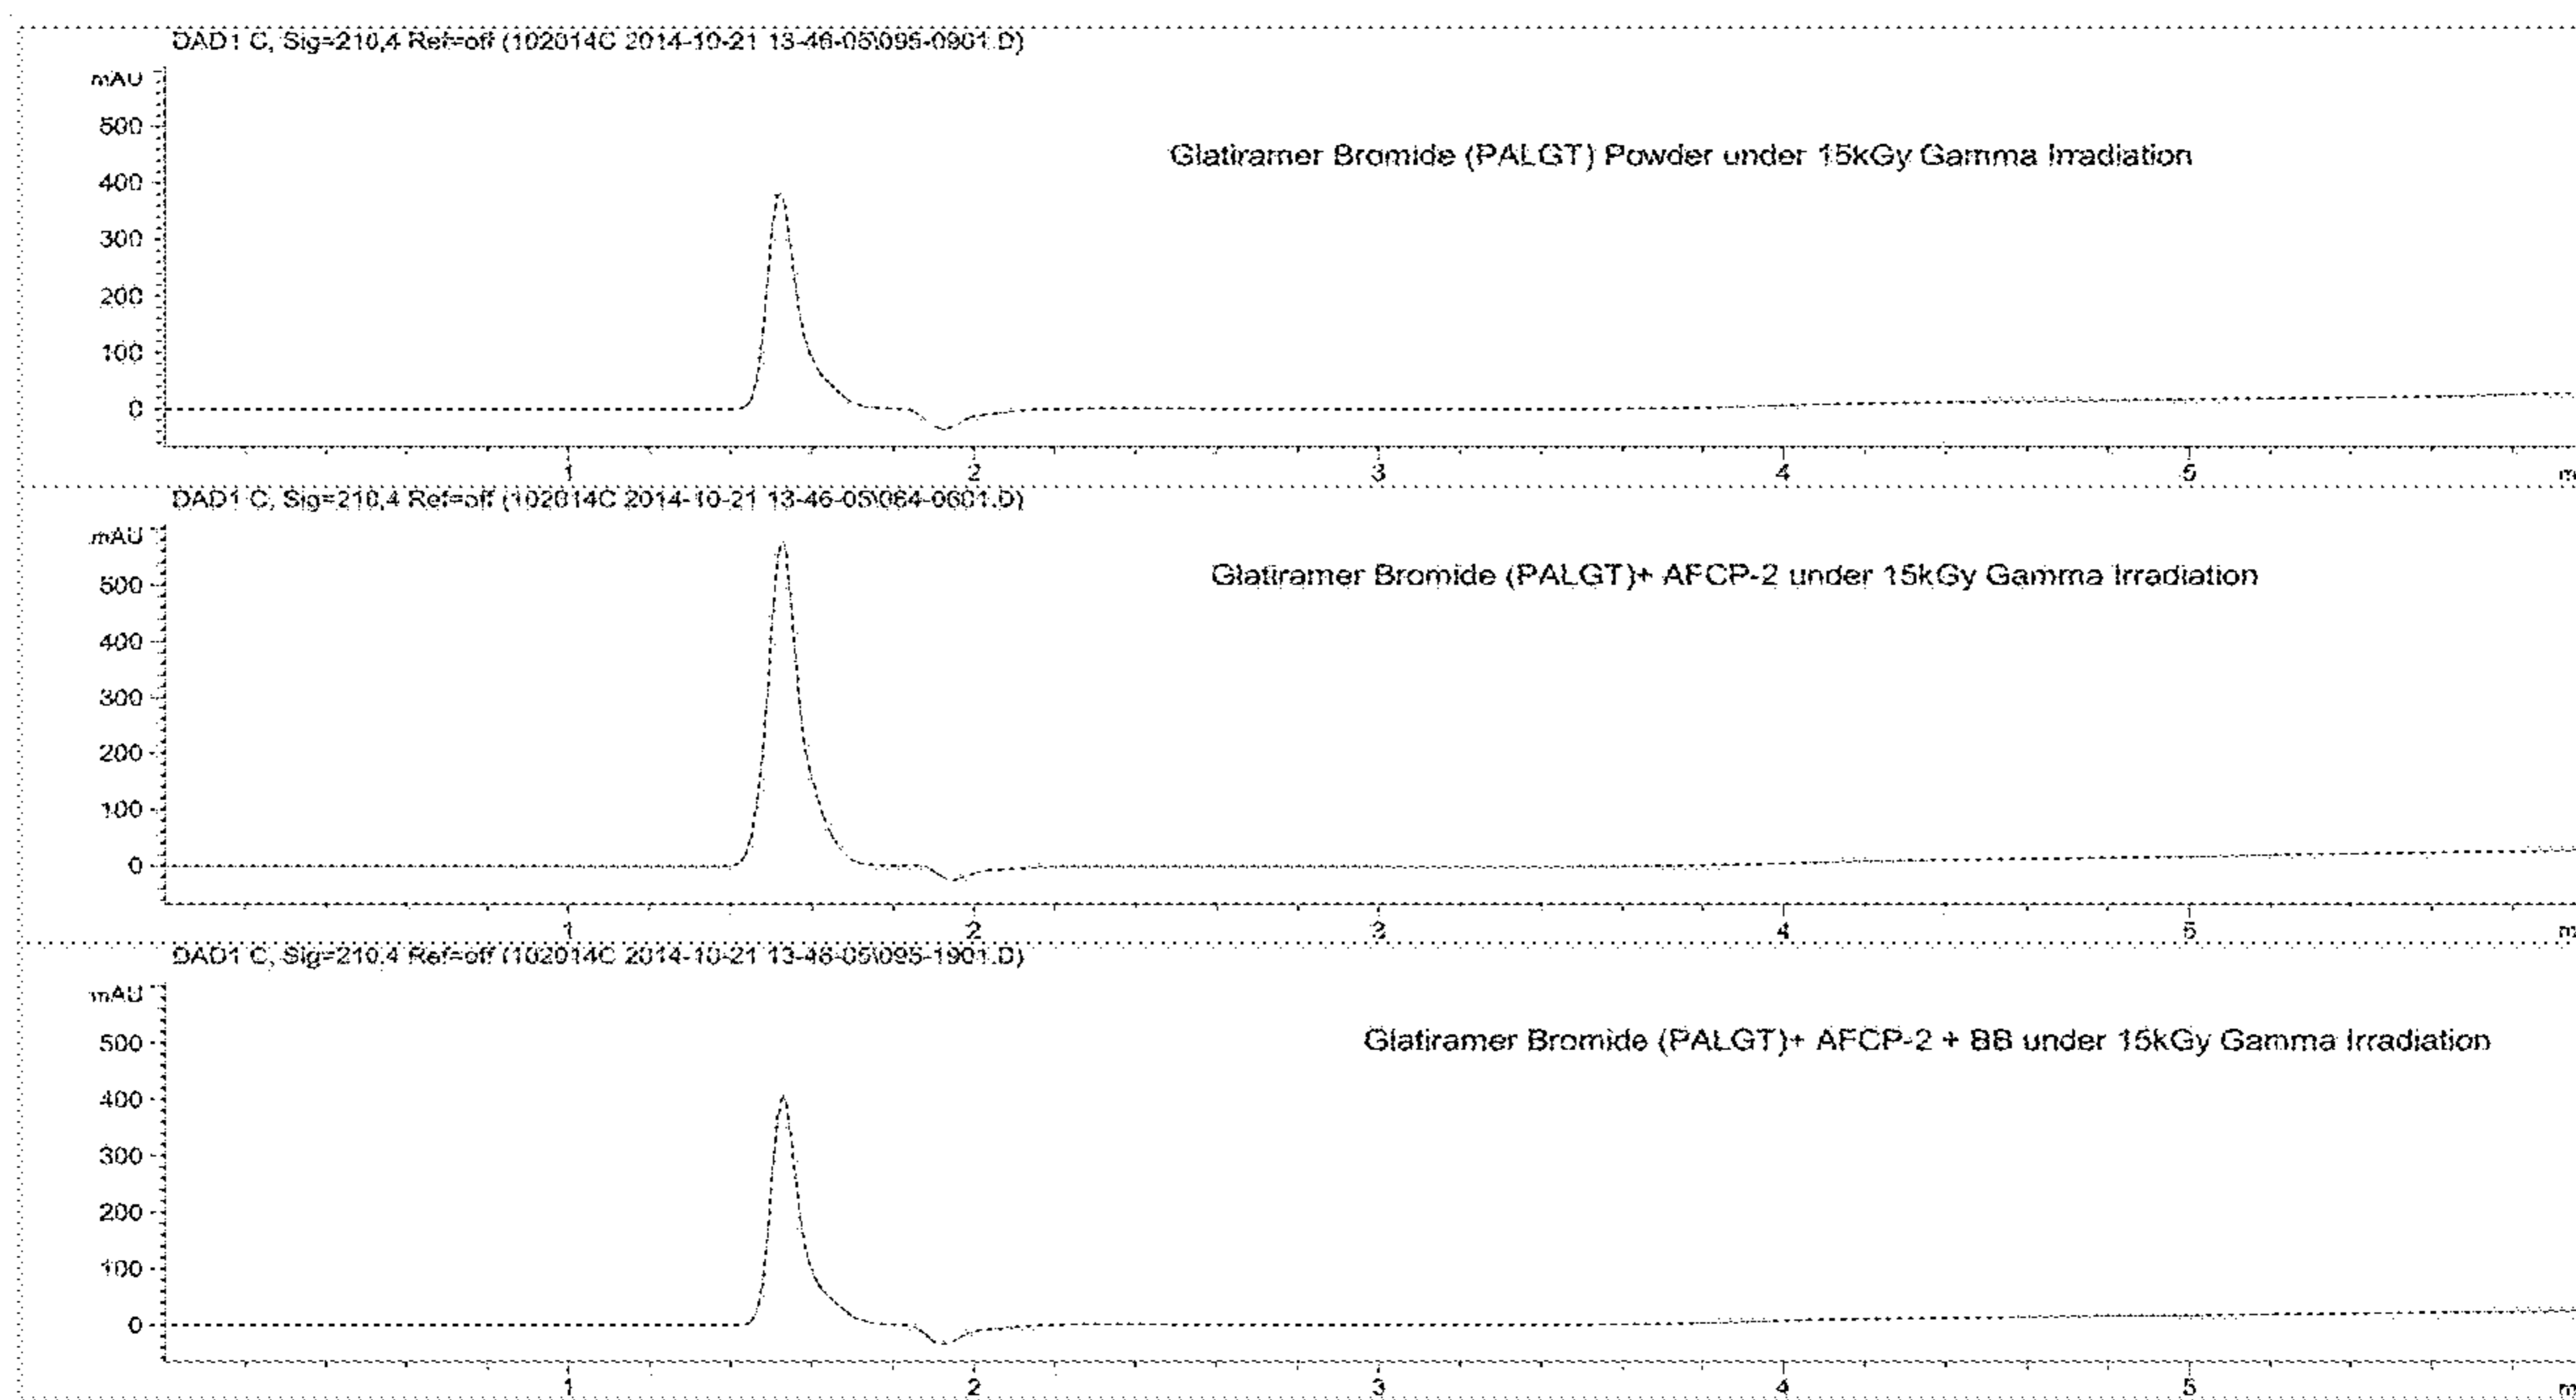 DAD1 C, Sig=210,4 Ref=off (102014C 2014-10-21 13-46-05\095-0901.D)
mAU
500
Glatiramer Bromide (PALGT) Powder under 15kGy Gamma Irradiation
400
300
200
100
0
1 2 3 4 5 m
DAD1 C, Sig=210,4 Ref=off (102014C 2014-10-21 13-46-05\064-0601.D)
mAU
500
Glatiramer Bromide (PALGT)+ AFCP-2 under 15kGy Gamma Irradiation
400
300
200
100
0
1 2 3 4 5 m
DAD1 C, Sig=210,4 Ref=off (102014C 2014-10-21 13-46-05\095-1901.D)
mAU
500
Glatiramer Bromide (PALGT)+ AFCP-2 + BB under 15kGy Gamma Irradiation
400
300
200
100
0
1 2 3 4 5 m